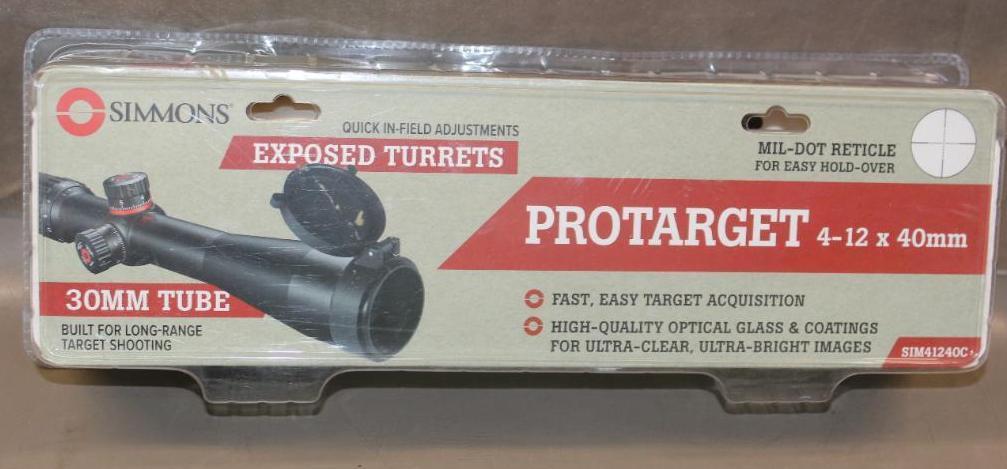 SIMMONS®
QUICK IN-FIELD ADJUSTMENTS
EXPOSED TURRETS
30MM TUBE
BUILT FOR LONG-RANGE
TARGET SHOOTING
MIL-DOT RETICLE
FOR EASY HOLD-OVER
PROTARGET 4-12 x 40mm
FAST, EASY TARGET ACQUISITION
HIGH-QUALITY OPTICAL GLASS & COATINGS
FOR ULTRA-CLEAR, ULTRA-BRIGHT IMAGES
SIM41240C